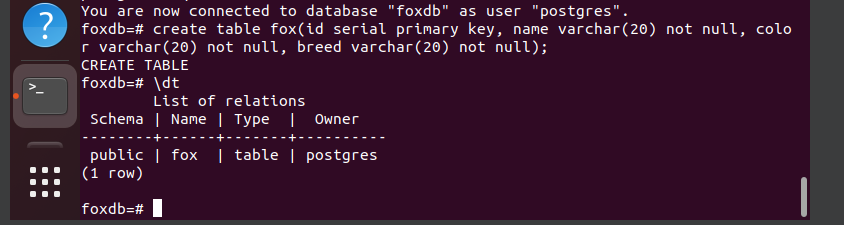 You are now connected to database "foxdb" as user "postgres".
foxdb=# create table fox(id serial primary key, name varchar(20) not null, colo
r varchar(20) not null, breed varchar(20) not null);
CREATE TABLE
foxdb=# \dt
        List of relations
 Schema | Name | Type  |  Owner
--------+------+-------+----------
 public | fox  | table | postgres
(1 row)
foxdb=#
?
>_